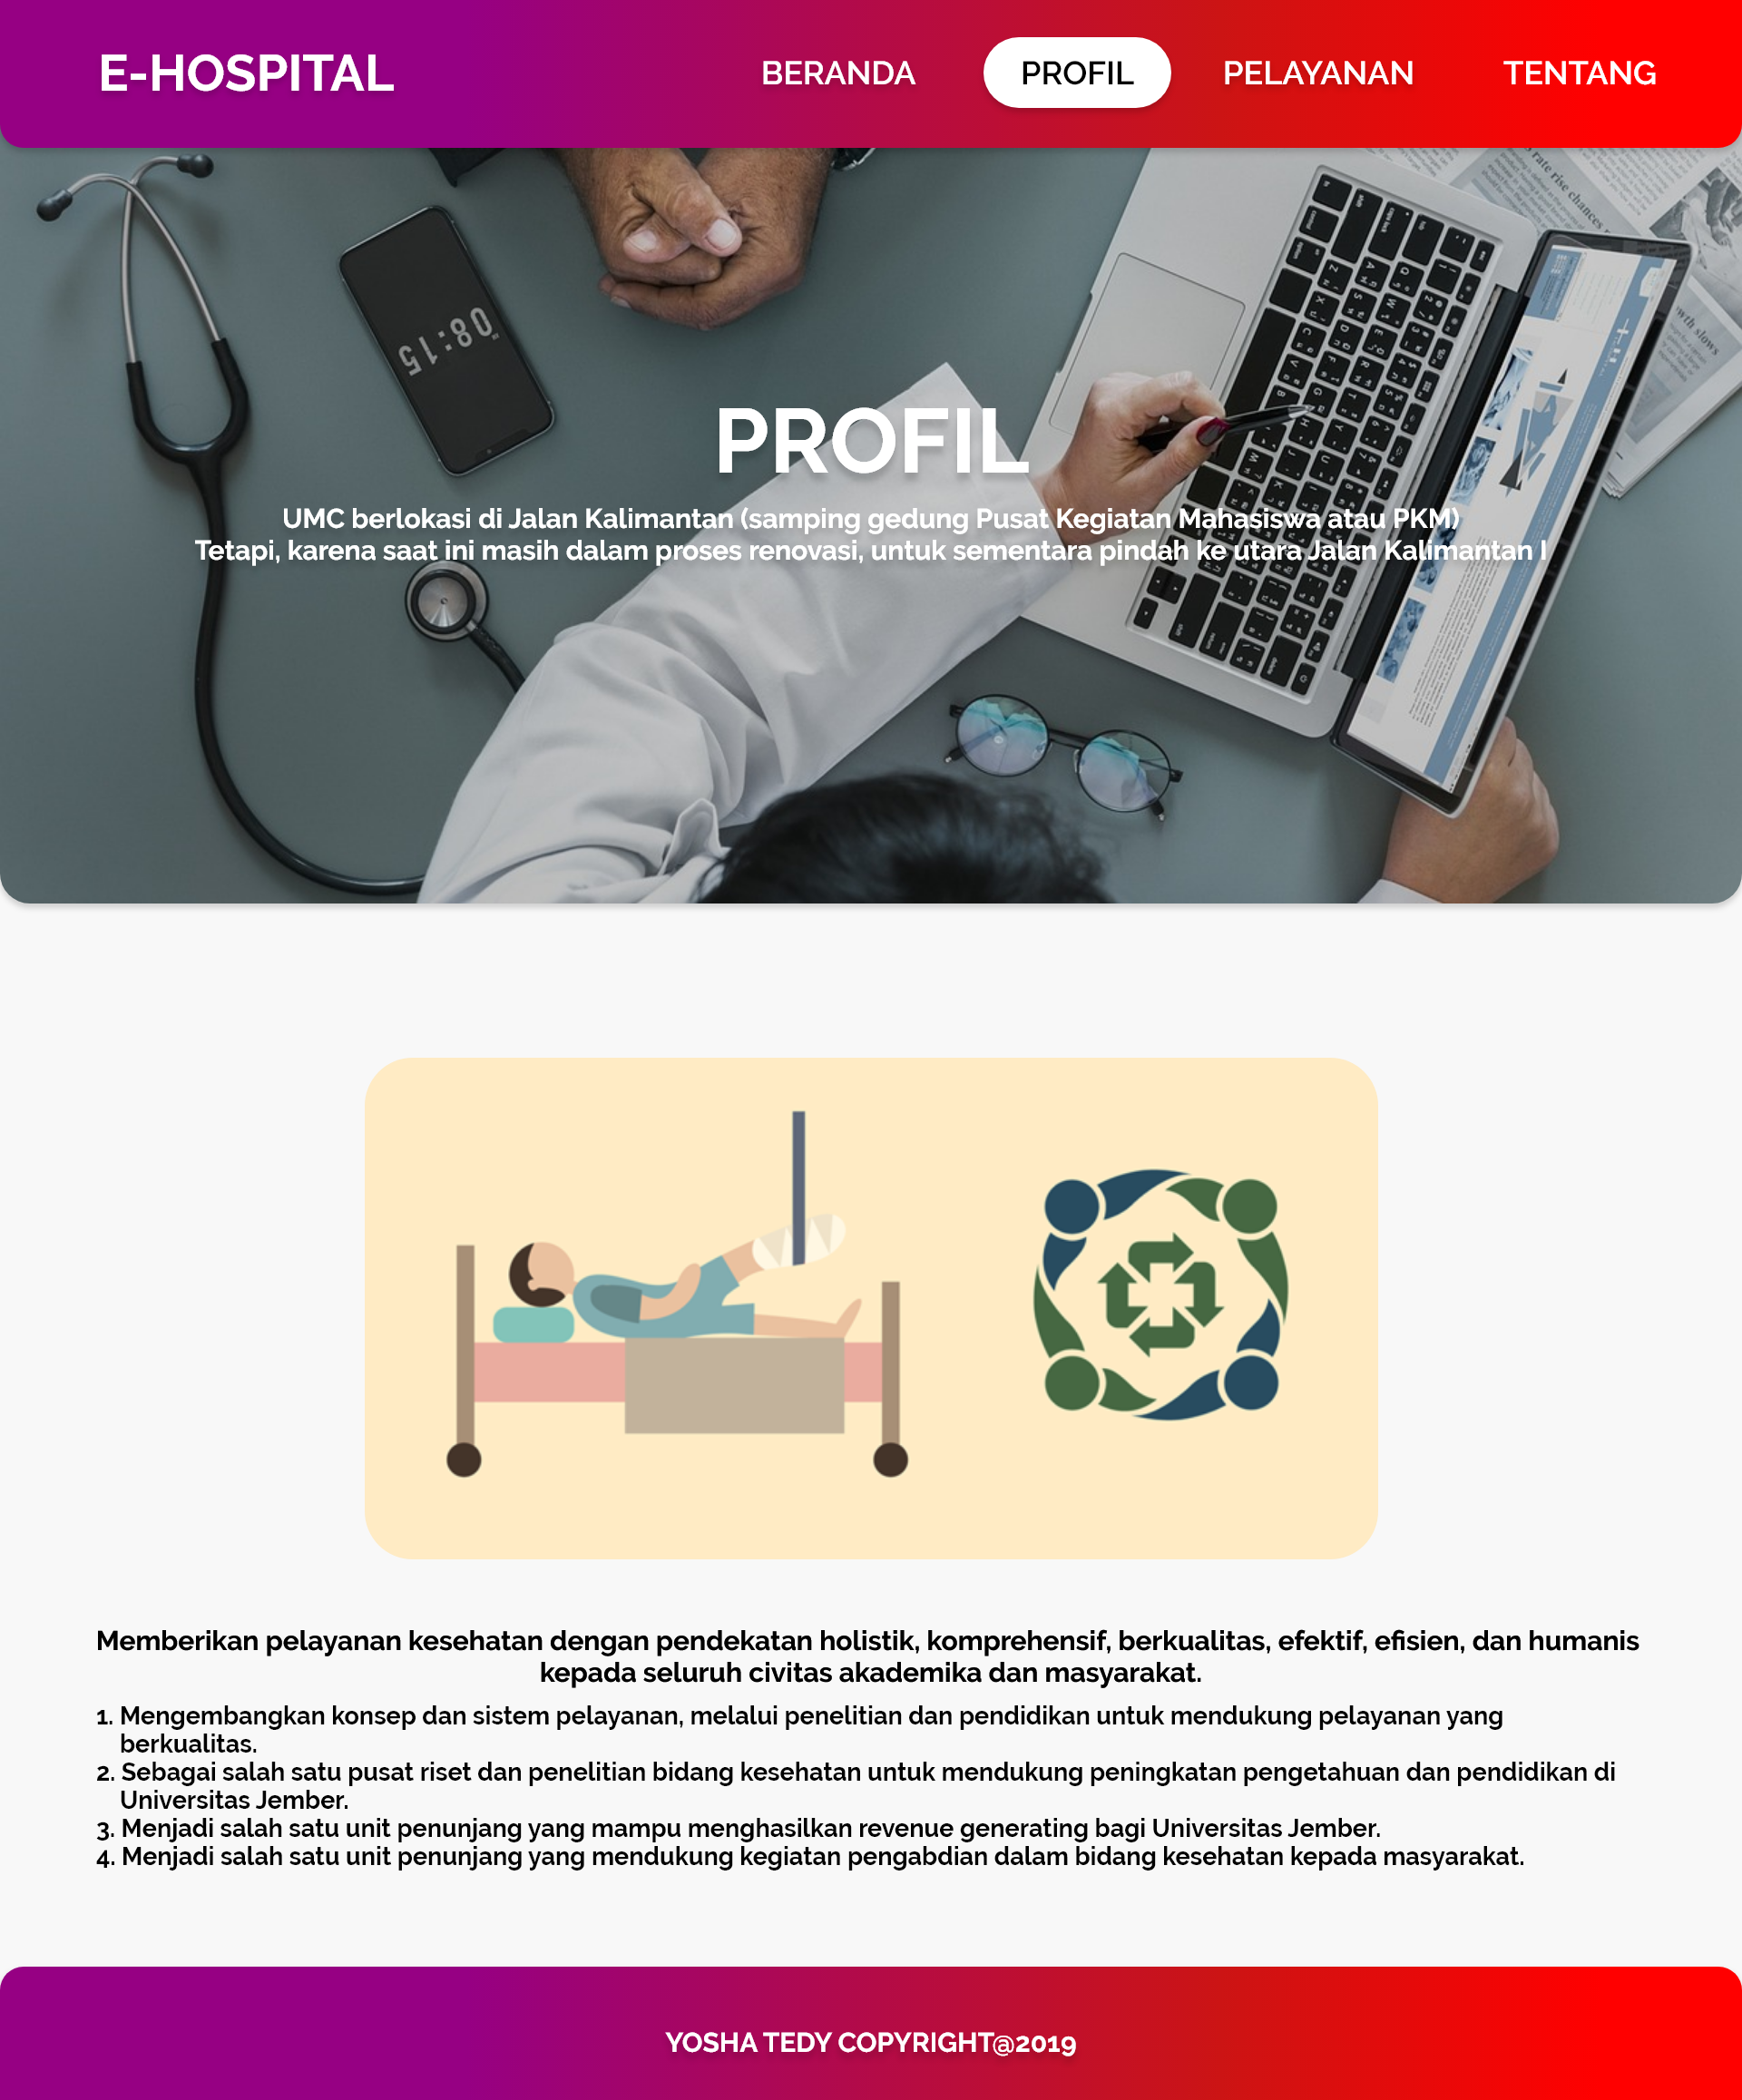 E-HOSPITAL
BERANDA
PROFIL
PELAYANAN
TENTANG
rate rise chances
wth slows
08:15
PROFIL
UMC berlokasi di Jalan Kalimantan (samping gedung Pusat Kegiatan Mahasiswa atau PKM)
Tetapi, karena saat ini masih dalam proses renovasi, untuk sementara pindah ke utara Jalan Kalimantan I
Memberikan pelayanan kesehatan dengan pendekatan holistik, komprehensif, berkualitas, efektif, efisien, dan humanis
kepada seluruh civitas akademika dan masyarakat.
1. Mengembangkan konsep dan sistem pelayanan, melalui penelitian dan pendidikan untuk mendukung pelayanan yang
berkualitas.
2. Sebagai salah satu pusat riset dan penelitian bidang kesehatan untuk mendukung peningkatan pengetahuan dan pendidikan di
Universitas Jember.
3. Menjadi salah satu unit penunjang yang mampu menghasilkan revenue generating bagi Universitas Jember.
4. Menjadi salah satu unit penunjang yang mendukung kegiatan pengabdian dalam bidang kesehatan kepada masyarakat.
YOSHA TEDY COPYRIGHT@2019